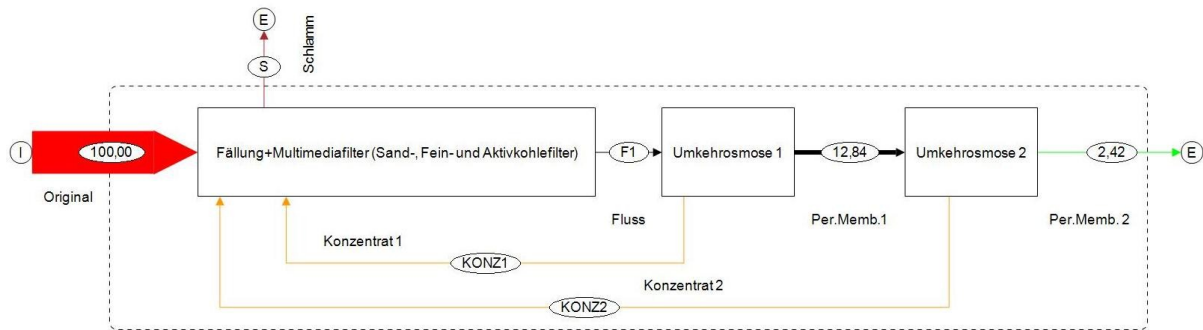 E
Schlamm
S
I
100,00
Original
Fällung+Multimediafilter (Sand-, Fein- und Aktivkohlefilter)
F1
Fluss
Umkehrosmose 1
12,84
Per.Memb.1
Umkehrosmose 2
2,42
Per.Memb. 2
E
Konzentrat 1
KONZ1
Konzentrat 2
KONZ2